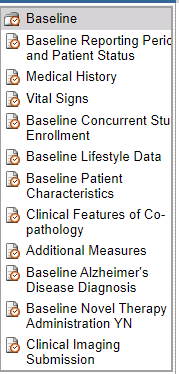 Baseline
Baseline Reporting Peric
and Patient Status
Medical History
Vital Signs
Baseline Concurrent Stu
Enrollment
Baseline Lifestyle Data
Baseline Patient
Characteristics
Clinical Features of Co-
pathology
Additional Measures
Baseline Alzheimer's
Disease Diagnosis
Baseline Novel Therapy
Administration YN
Clinical Imaging
Submission